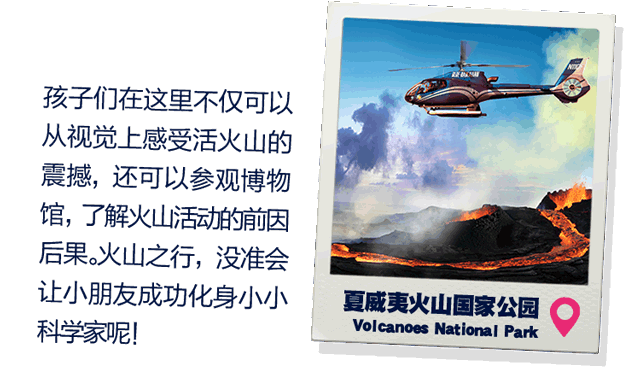 孩子们在这里不仅可以
从视觉上感受活火山的
震撼，还可以参观博物
馆，了解火山活动的前因
后果。火山之行，没准会
让小朋友成功化身小小
科学家呢！
夏威夷火山国家公园
Volcanoes National Park